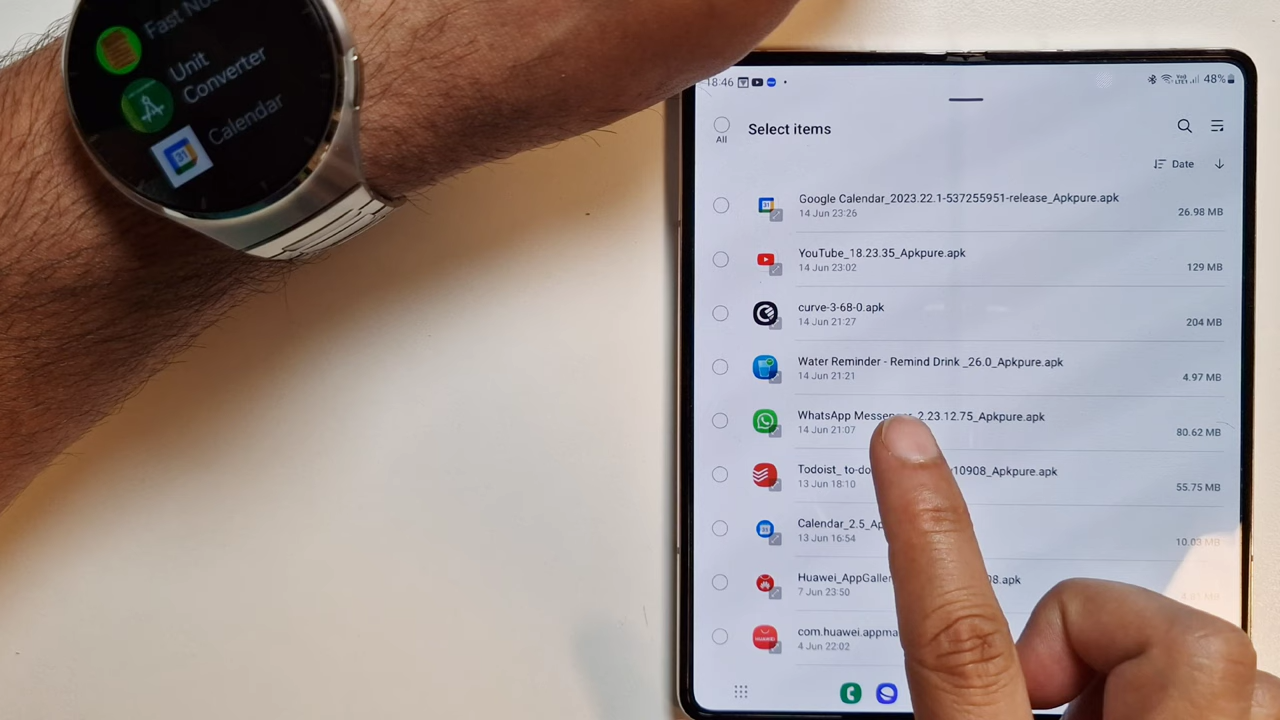 Unit
Converter
Calendar
18:46
48%
All
Select items
Date
Google Calendar_2023.22.1-537255951-release_Apkpure.apk
14 Jun 23:26
26.98 MB
YouTube_18.23.35_Apkpure.apk
14 Jun 23:02
129 MB
curve-3-68-0.apk
14 Jun 21:27
204 MB
Water Reminder - Remind Drink _26.0_Apkpure.apk
14 Jun 21:21
4.97 MB
WhatsApp 2.23.12.75_Apkpure.apk
14 Jun 21:07
80.62 MB
Todoist_ to-do 10908_Apkpure.apk
13 Jun 18:10
55.75 MB
Calendar_2.5_Ap
13 Jun 16:54
10.03 MB
Huawei_AppGaller 08.apk
7 Jun 23:50
com.huawei.appma
4 Jun 22:02
HUAWEI